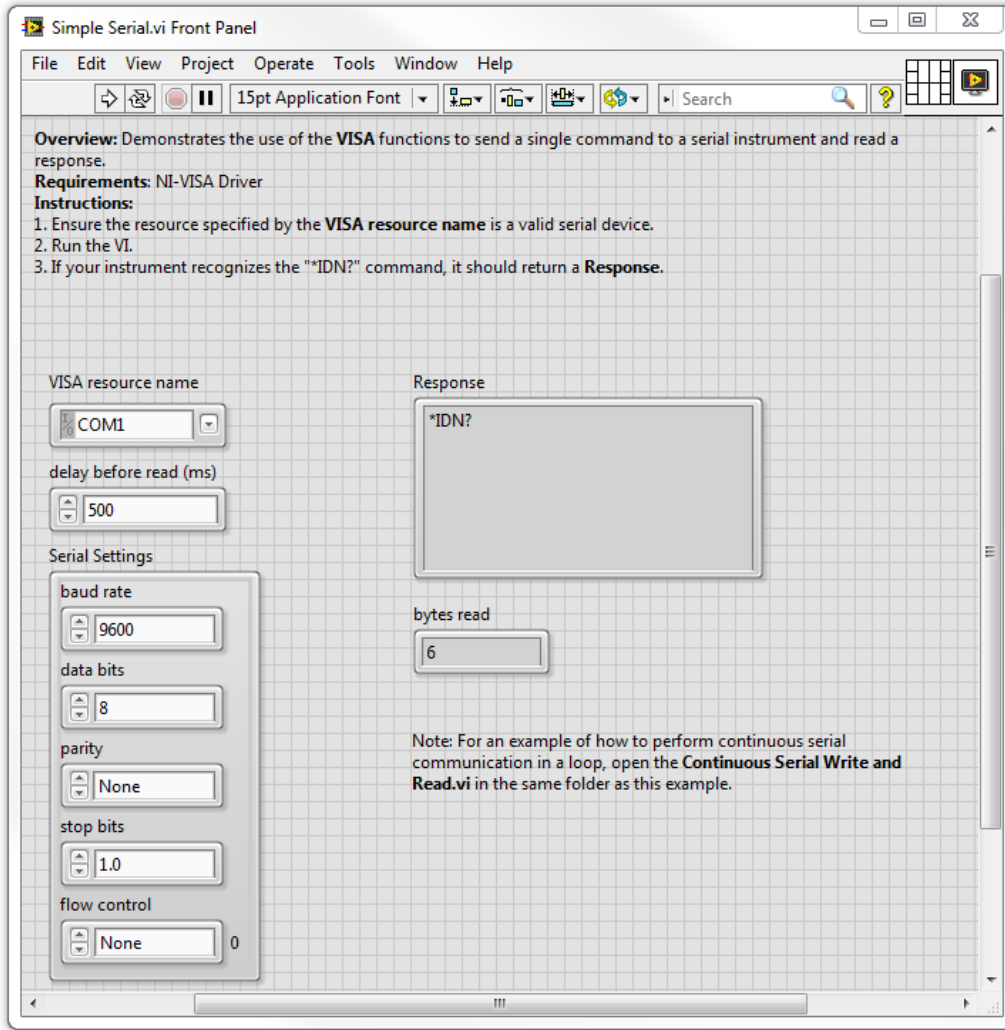 Simple Serial.vi Front Panel
File Edit View Project Operate Tools Window Help
15pt Application Font
Search
Overview: Demonstrates the use of the VISA functions to send a single command to a serial instrument and read a
response.
Requirements: NI-VISA Driver
Instructions:
1. Ensure the resource specified by the VISA resource name is a valid serial device.
2. Run the VI.
3. If your instrument recognizes the "*IDN?" command, it should return a Response.
VISA resource name
I/O COM1
delay before read (ms)
500
Serial Settings
baud rate
9600
data bits
8
parity
None
stop bits
1.0
flow control
None 0
Response
*IDN?
bytes read
6
Note: For an example of how to perform continuous serial
communication in a loop, open the Continuous Serial Write and
Read.vi in the same folder as this example.